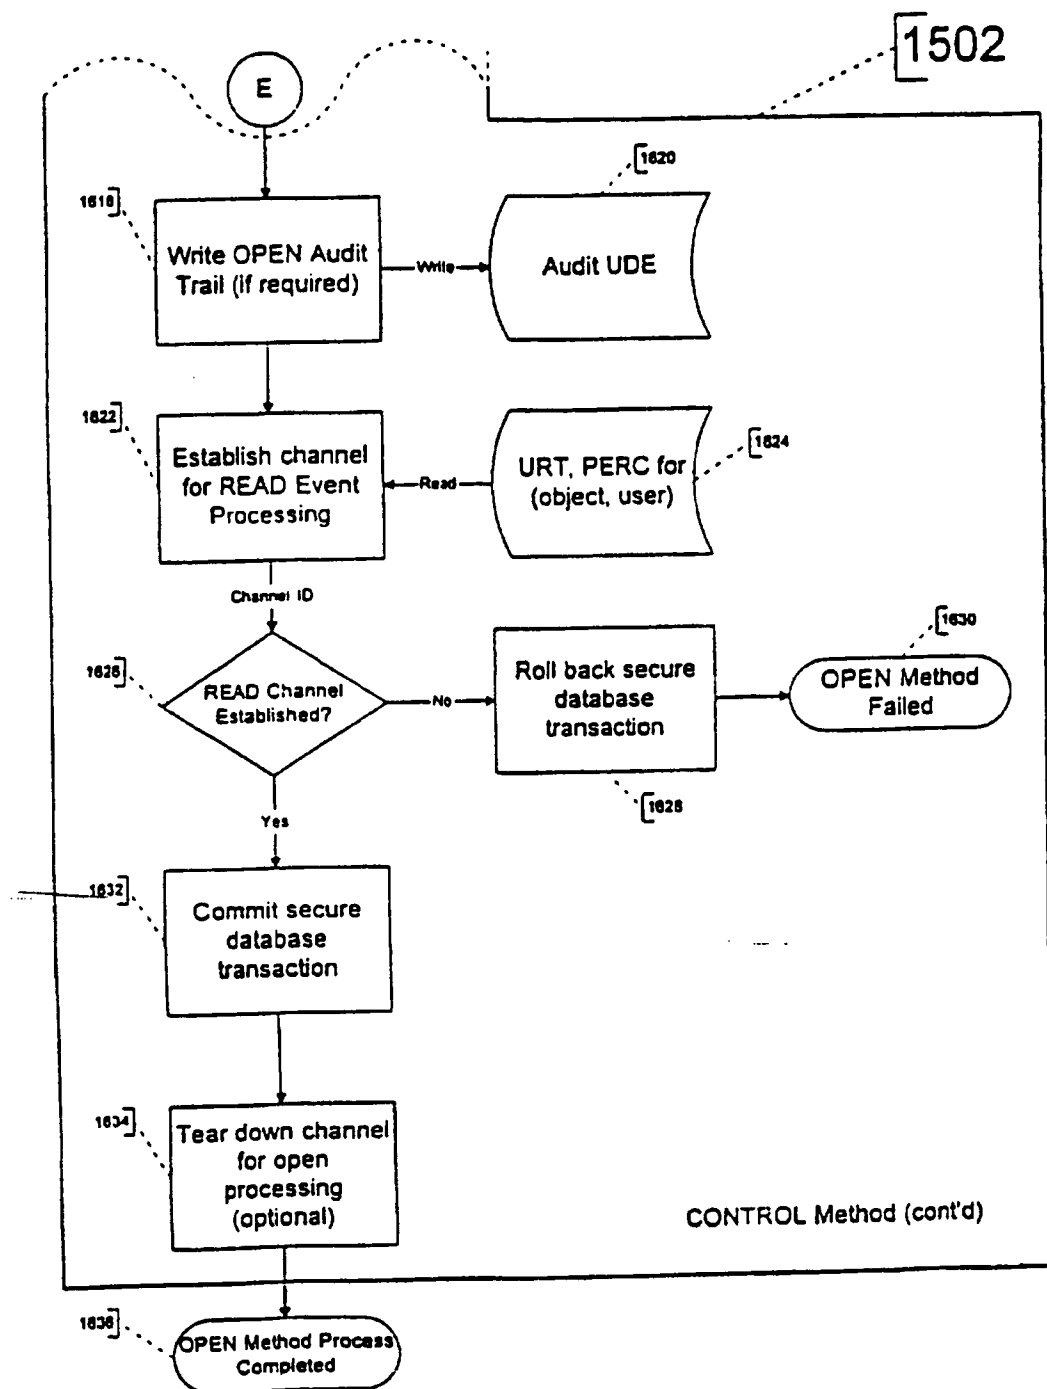 1502
E
1620
1618
Write OPEN Audit
Trail (if required)
Write
Audit UDE
1622
1624
Establish channel
for READ Event
Processing
Read
URT, PERC for
(object, user)
Channel ID
1630
1626
READ Channel
Established?
No
Roll back secure
database
transaction
OPEN Method
Failed
1628
Yes
1632
Commit secure
database
transaction
1634
Tear down channel
for open
processing
(optional)
CONTROL Method (cont'd)
1636
OPEN Method Process
Completed